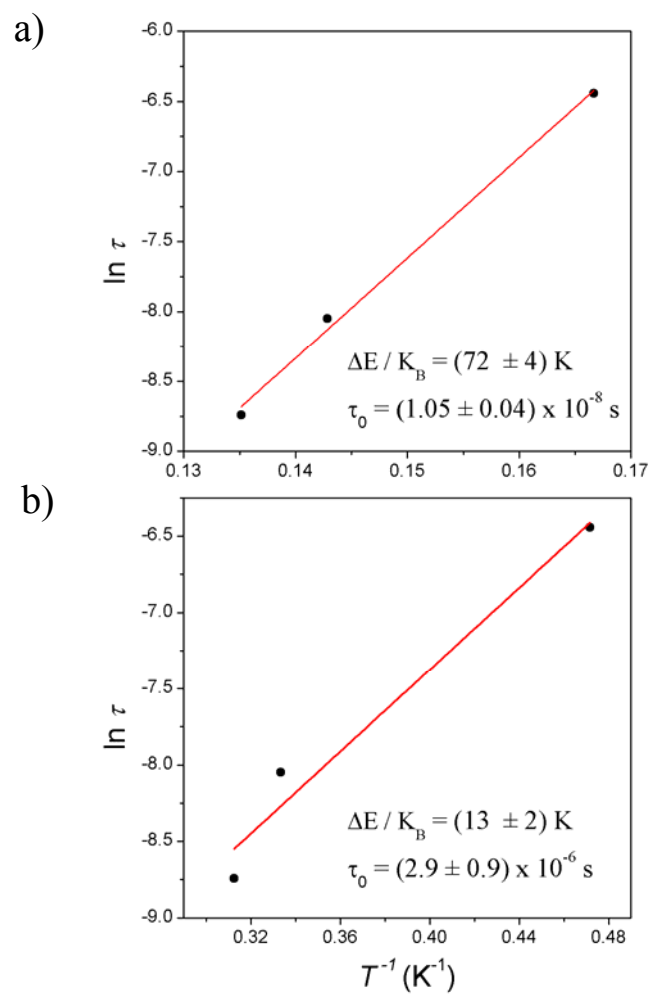 a)
-6.0
-6.5
-7.0
-7.5
-8.0
-8.5
-9.0
ln τ
ΔE / K_B = (72 ± 4) K
τ_0 = (1.05 ± 0.04) x 10^-8 s
0.13 0.14 0.15 0.16 0.17
b)
-6.5
-7.0
-7.5
-8.0
-8.5
-9.0
ln τ
ΔE / K_B = (13 ± 2) K
τ_0 = (2.9 ± 0.9) x 10^-6 s
0.32 0.36 0.40 0.44 0.48
T^-1 (K^-1)